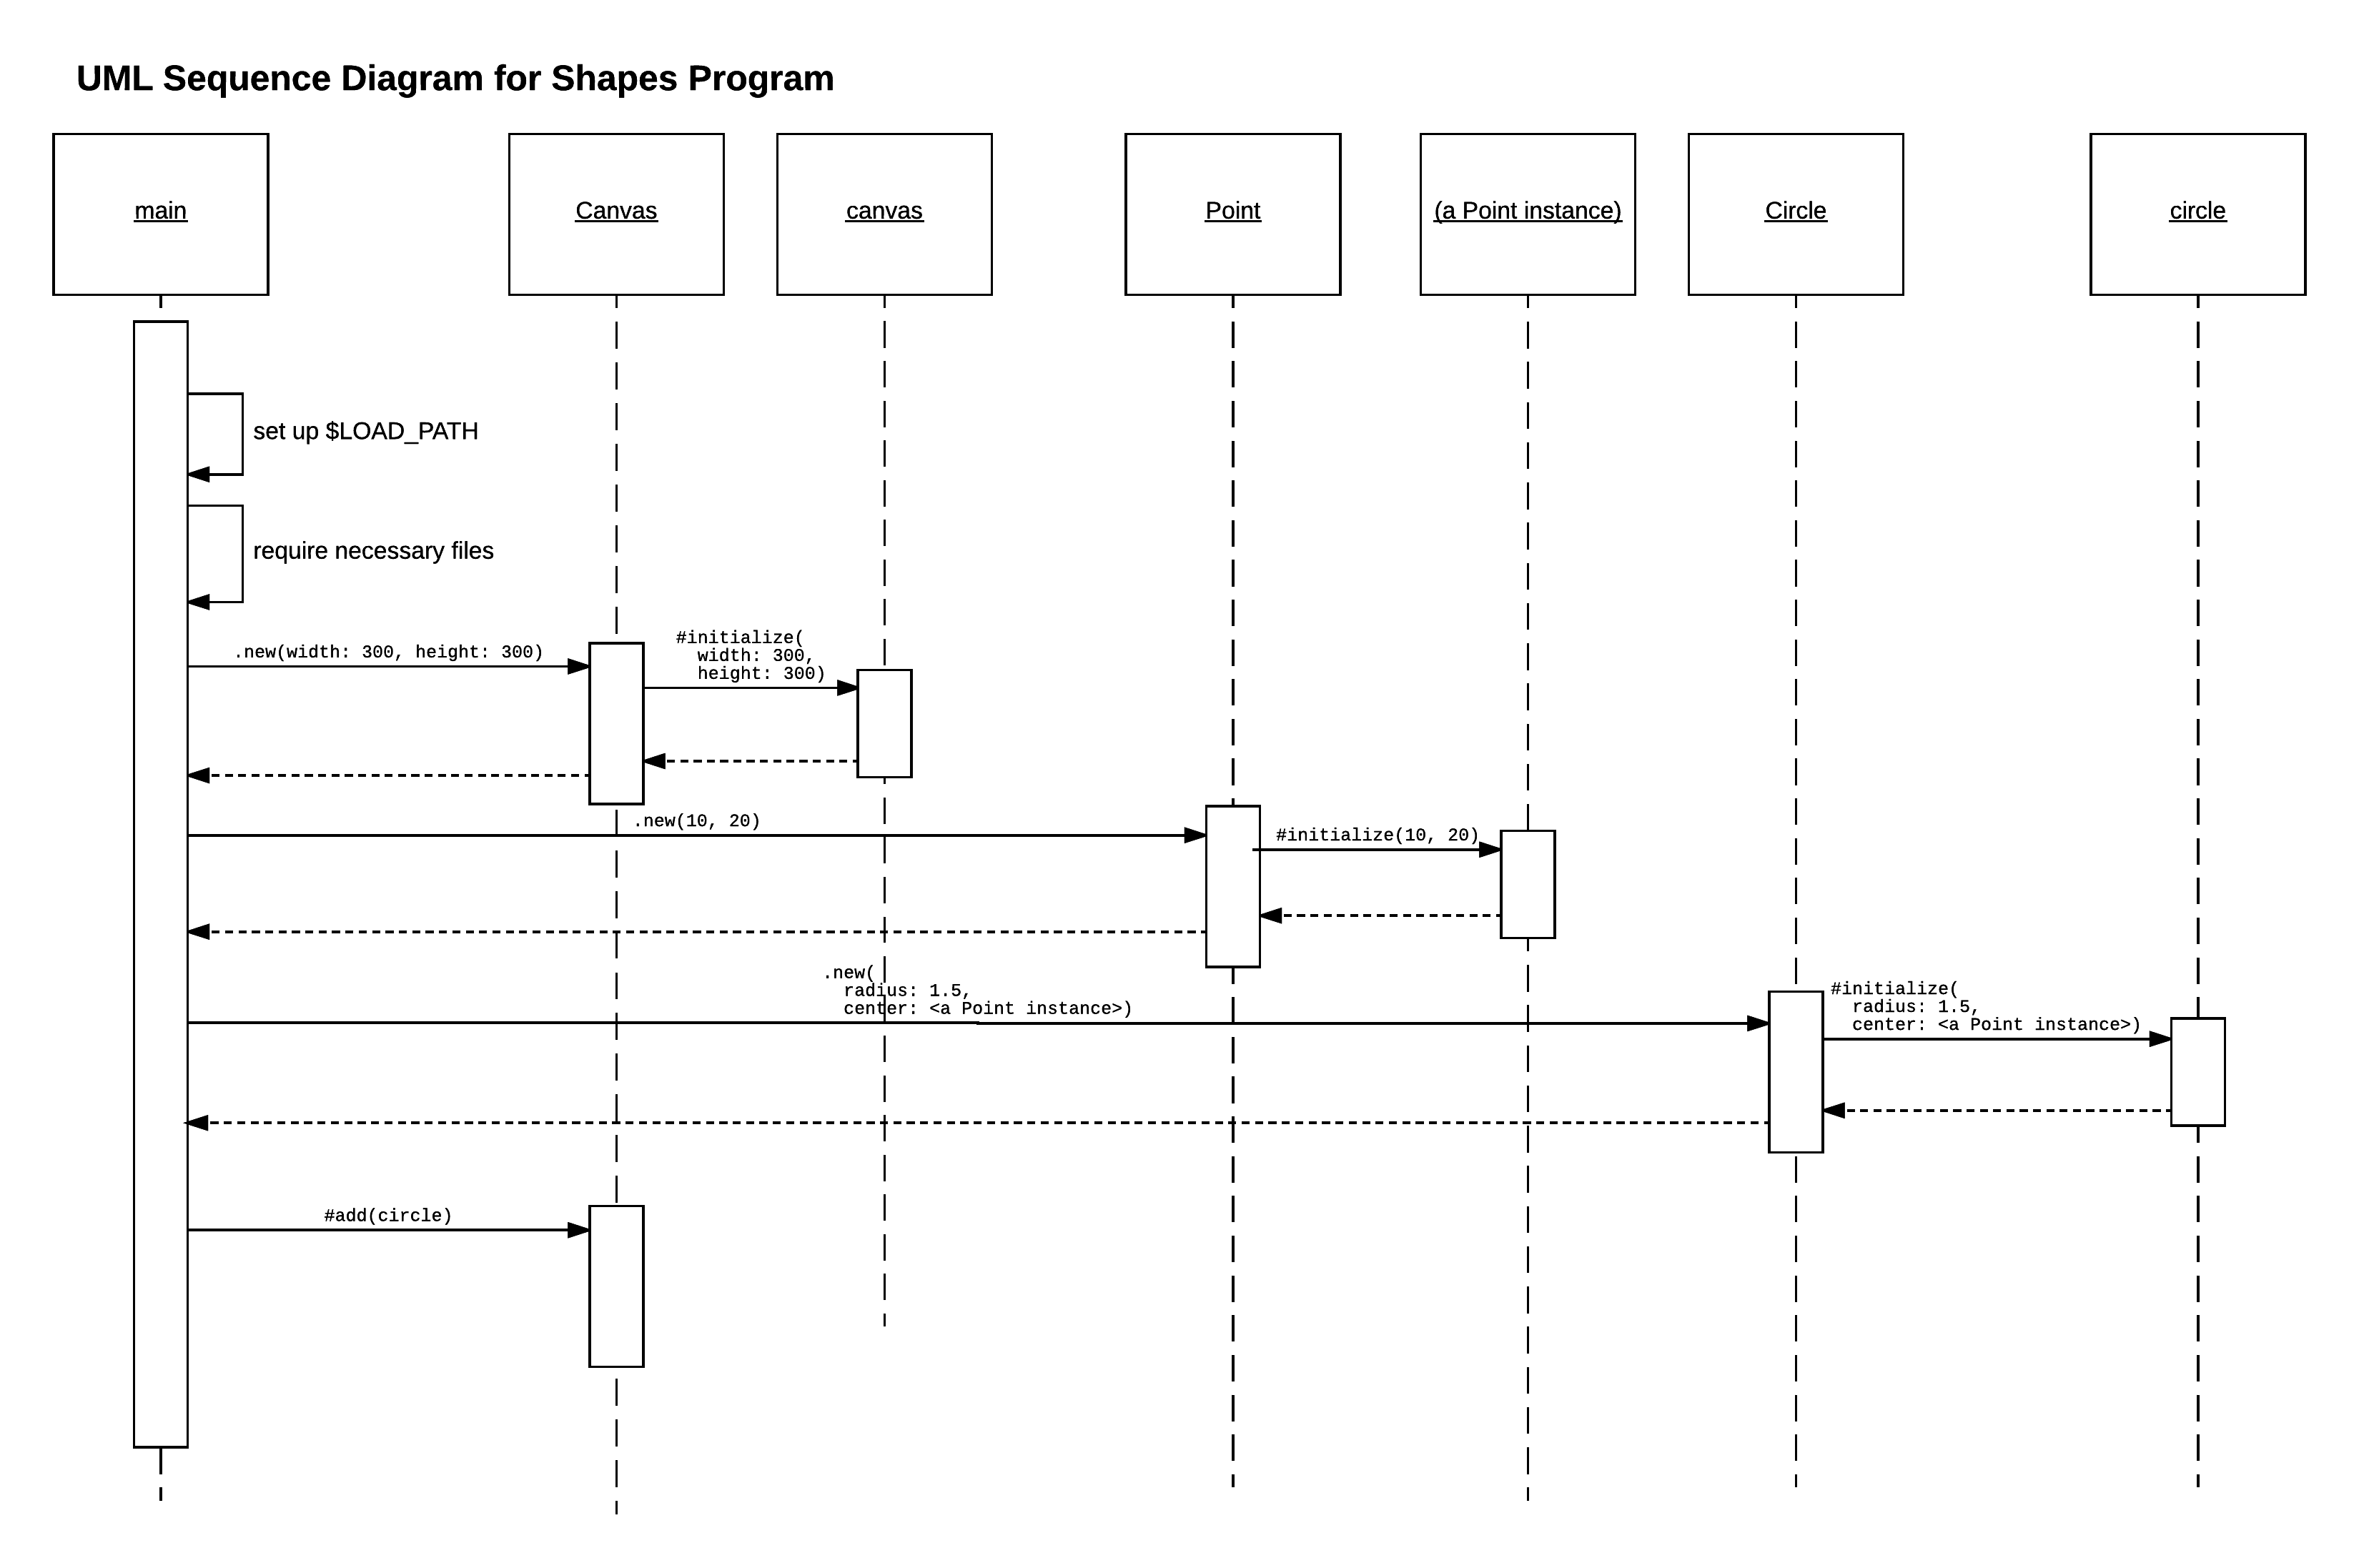 UML Sequence Diagram for Shapes Program
main
Canvas
canvas
Point
(a Point instance)
Circle
circle
set up $LOAD_PATH
require necessary files
.new(width: 300, height: 300)
#initialize(
width: 300,
height: 300)
.new(10, 20)
#initialize(10, 20)
.new(
radius: 1.5,
center: <a Point instance>)
#initialize(
radius: 1.5,
center: <a Point instance>)
#add(circle)